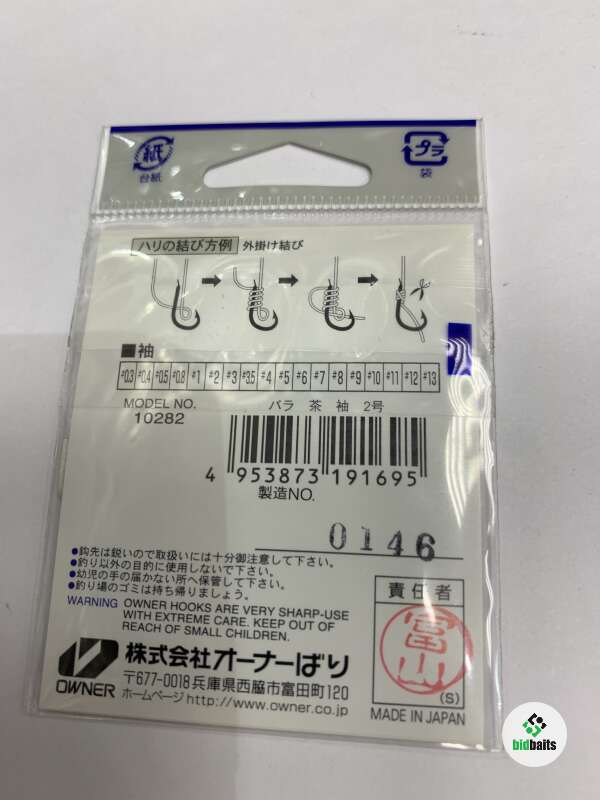 紙
台紙
プラ
袋
ハリの結び方例 外掛け結び
■袖
#0.3 #0.4 #0.5 #0.8 #1 #2 #3 #3.5 #4 #5 #6 #7 #8 #9 #10 #11 #12 #13
MODEL NO.
10282
バラ 茶 袖 2号
4 953873 191695
製造NO.
0146
●鈎先は鋭いので取扱いには十分御注意して下さい。
●釣り以外の目的に使用しないで下さい。
●幼児の手の届かない所へ保管して下さい。
●釣り場のゴミは持ち帰りましょう。
WARNING OWNER HOOKS ARE VERY SHARP-USE
WITH EXTREME CARE. KEEP OUT OF
REACH OF SMALL CHILDREN.
責任者
富山
(S)
OWNER
株式会社オーナーばり
〒677-0018兵庫県西脇市富田町120
ホームページhttp://www.owner.co.jp
MADE IN JAPAN
bidbaits